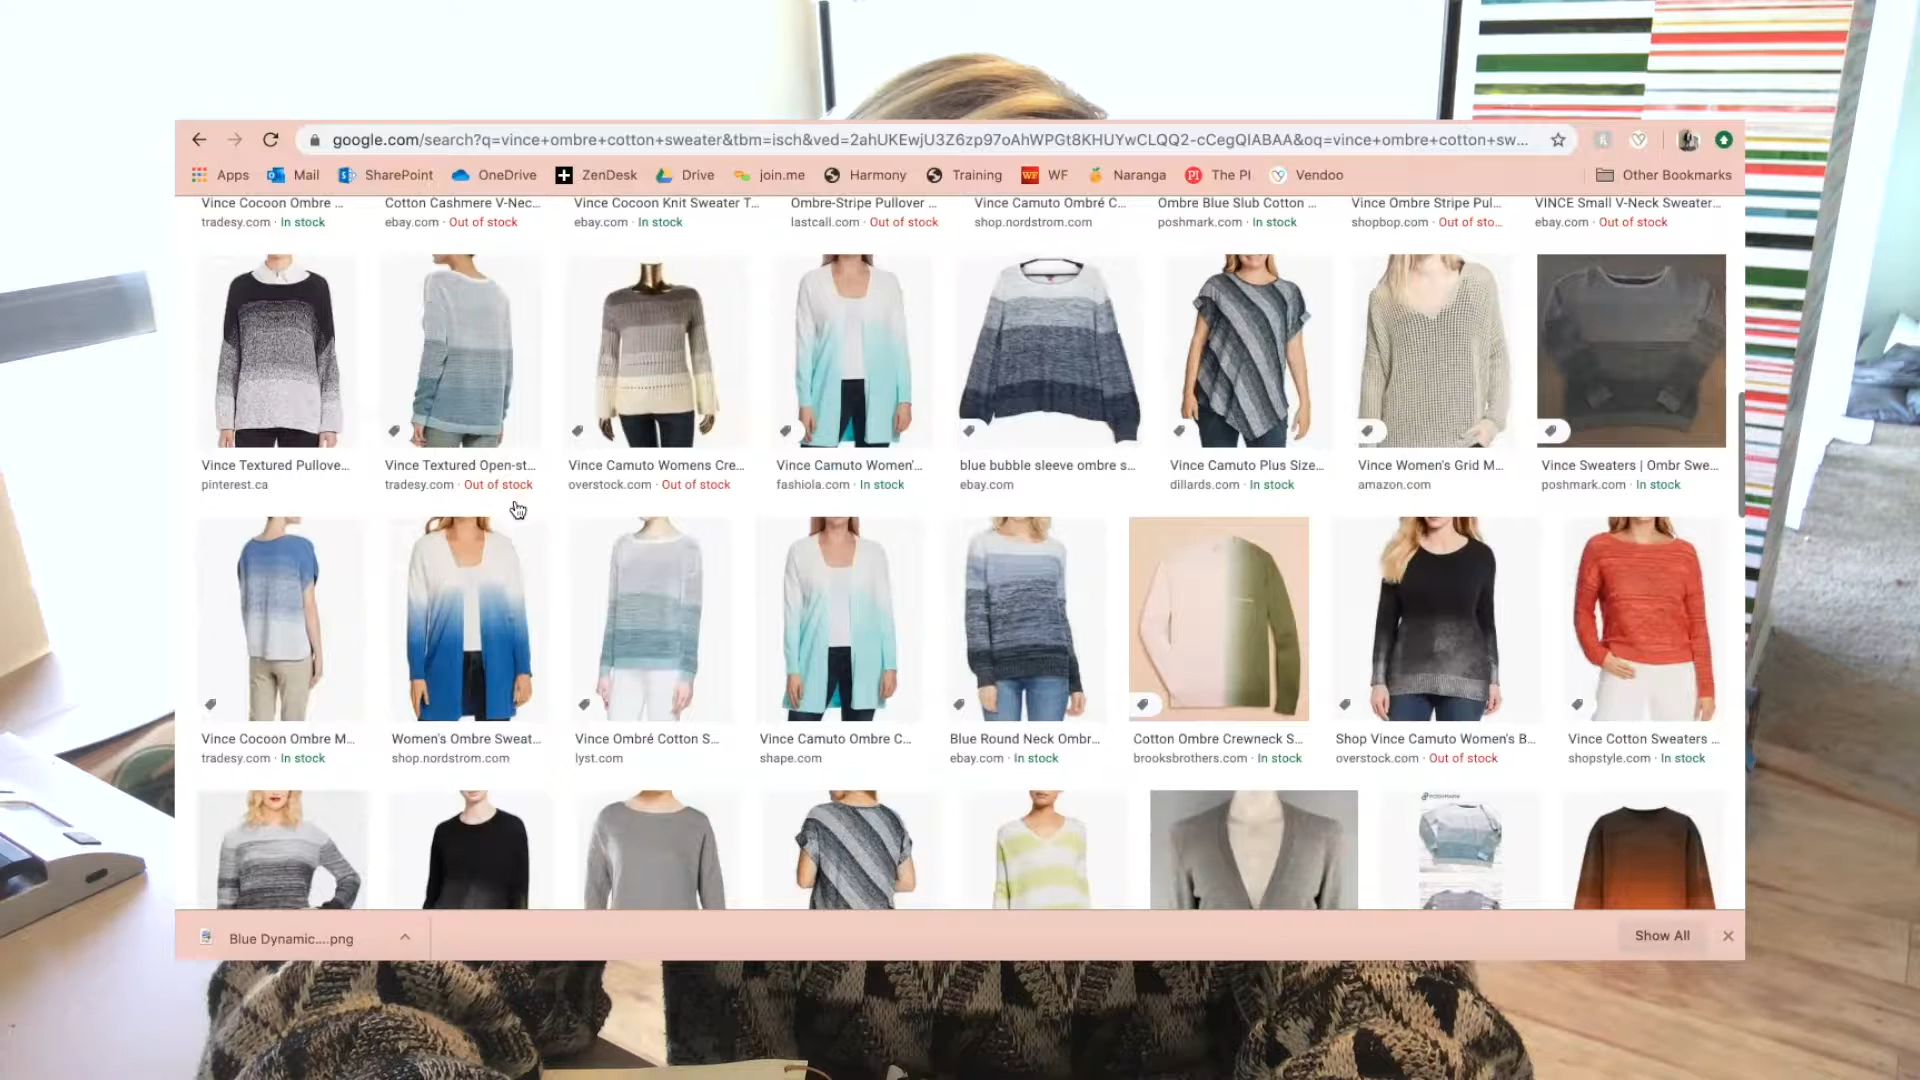 google.com/search?q=vince+ombre+cotton+sweater&tbm=isch&ved=2ahUKEwjU3Z6zp97oAhWPGt8KHUYwCLQQ2-cCegQIABAA&oq=vince+ombre+cotton+sw...
Apps Mail SharePoint OneDrive ZenDesk Drive join.me Harmony Training WF WF Naranga PI The PI Vendoo Other Bookmarks
Vince Cocoon Ombre ... Cotton Cashmere V-Nec... Vince Cocoon Knit Sweater T... Ombre-Stripe Pullover ... Vince Camuto Ombré C... Ombre Blue Slub Cotton ... Vince Ombre Stripe Pul... VINCE Small V-Neck Sweater...
tradesy.com · In stock ebay.com · Out of stock ebay.com · In stock lastcall.com · Out of stock shop.nordstrom.com poshmark.com · In stock shopbop.com · Out of sto... ebay.com · Out of stock
Vince Textured Pullove... Vince Textured Open-st... Vince Camuto Womens Cre... Vince Camuto Women'... blue bubble sleeve ombre s... Vince Camuto Plus Size... Vince Women's Grid M... Vince Sweaters | Ombr Swe...
pinterest.ca tradesy.com · Out of stock overstock.com · Out of stock fashiola.com · In stock ebay.com dillards.com · In stock amazon.com poshmark.com · In stock
Vince Cocoon Ombre M... Women's Ombre Sweat... Vince Ombré Cotton S... Vince Camuto Ombre C... Blue Round Neck Ombr... Cotton Ombre Crewneck S... Shop Vince Camuto Women's B... Vince Cotton Sweaters ...
tradesy.com · In stock shop.nordstrom.com lyst.com shape.com ebay.com · In stock brooksbrothers.com · In stock overstock.com · Out of stock shopstyle.com · In stock
POSHMARK
Blue Dynamic....png Show All